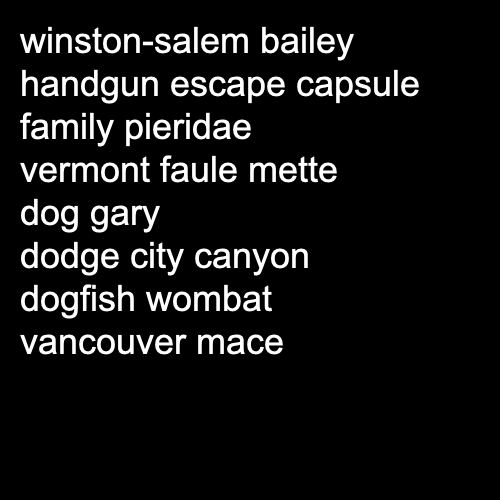 winston-salem bailey
handgun escape capsule
family pieridae
vermont faule mette
dog gary
dodge city canyon
dogfish wombat
vancouver mace